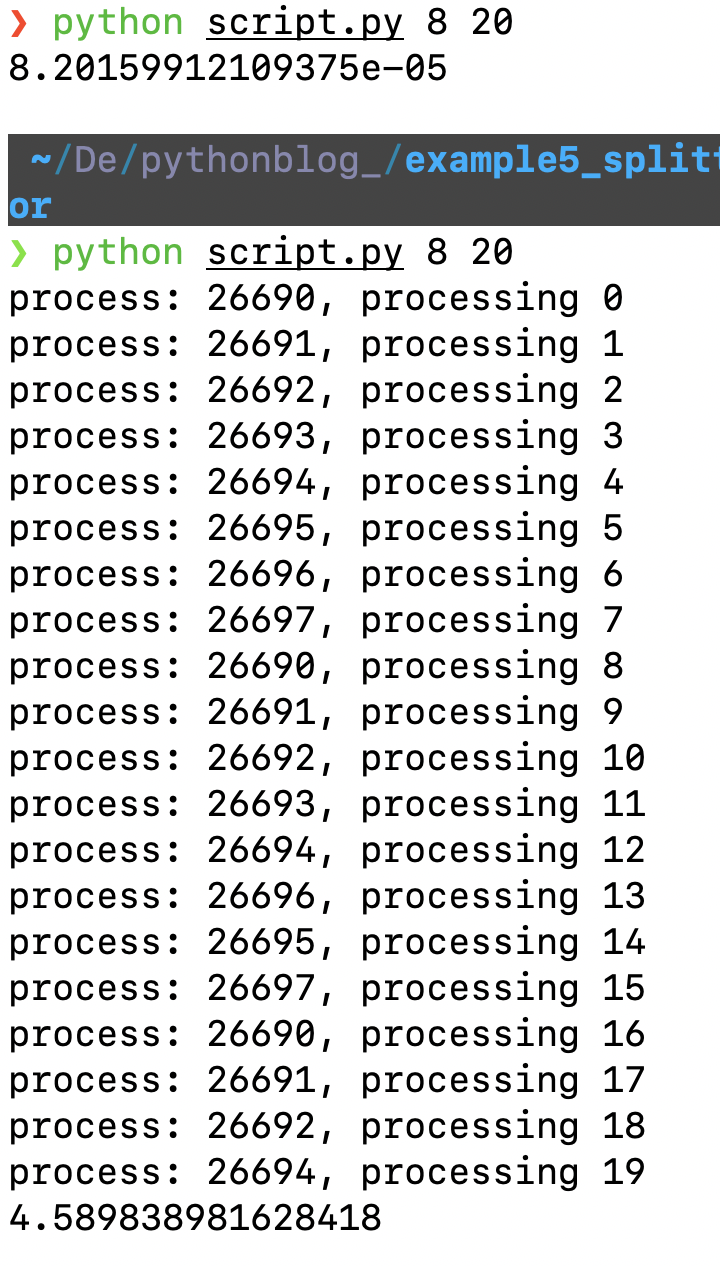 ❯ python script.py 8 20
8.20159912109375e-05
~/De/pythonblog_/example5_splitt
or
❯ python script.py 8 20
process: 26690, processing 0
process: 26691, processing 1
process: 26692, processing 2
process: 26693, processing 3
process: 26694, processing 4
process: 26695, processing 5
process: 26696, processing 6
process: 26697, processing 7
process: 26690, processing 8
process: 26691, processing 9
process: 26692, processing 10
process: 26693, processing 11
process: 26694, processing 12
process: 26696, processing 13
process: 26695, processing 14
process: 26697, processing 15
process: 26690, processing 16
process: 26691, processing 17
process: 26692, processing 18
process: 26694, processing 19
4.589838981628418